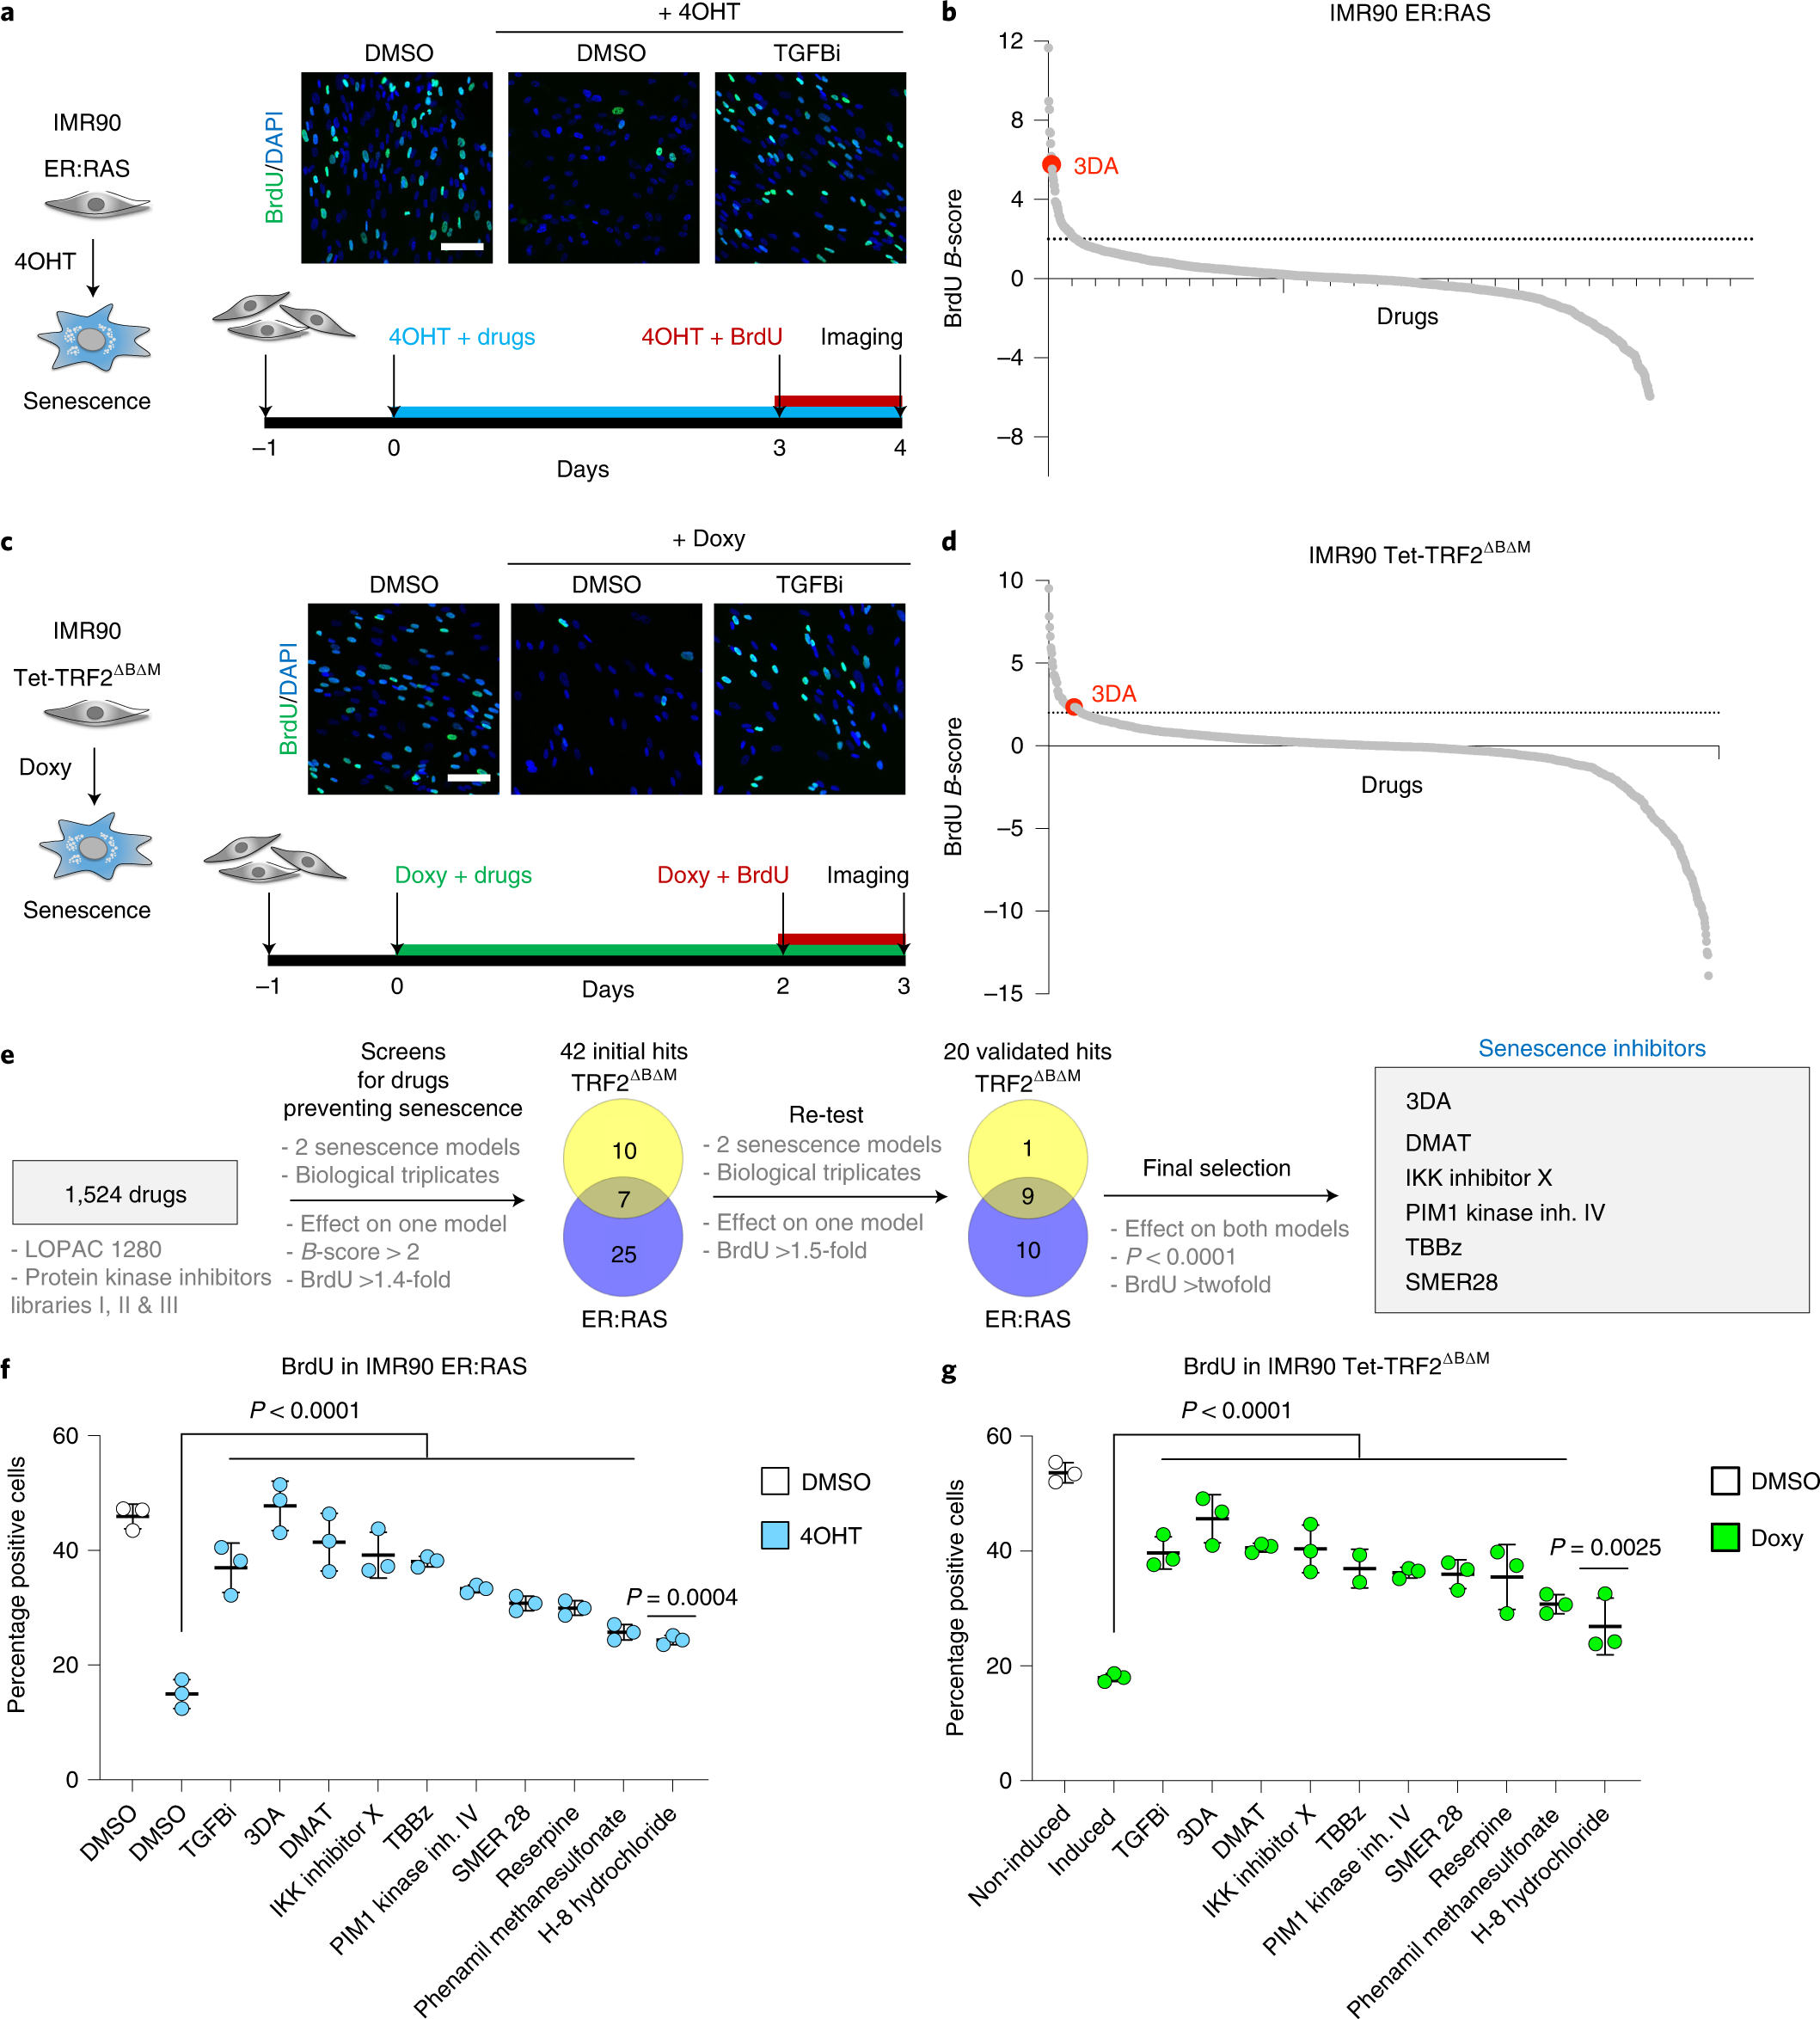 a
+ 4OHT
DMSO
DMSO
TGFBi
IMR90
ER:RAS
4OHT
Senescence
BrdU/DAPI
4OHT + drugs
4OHT + BrdU
Imaging
–1
0
3
4
Days
b
IMR90 ER:RAS
12
8
4
0
–4
–8
BrdU B-score
3DA
Drugs
c
+ Doxy
DMSO
DMSO
TGFBi
IMR90
Tet-TRF2ΔBΔM
Doxy
Senescence
BrdU/DAPI
Doxy + drugs
Doxy + BrdU
Imaging
–1
0
2
3
Days
d
IMR90 Tet-TRF2ΔBΔM
10
5
0
–5
–10
–15
BrdU B-score
3DA
Drugs
e
1,524 drugs
- LOPAC 1280
- Protein kinase inhibitors
libraries I, II & III
Screens
for drugs
preventing senescence
- 2 senescence models
- Biological triplicates
- Effect on one model
- B-score > 2
- BrdU >1.4-fold
42 initial hits
TRF2ΔBΔM
10
7
25
ER:RAS
Re-test
- 2 senescence models
- Biological triplicates
- Effect on one model
- BrdU >1.5-fold
20 validated hits
TRF2ΔBΔM
1
9
10
ER:RAS
Final selection
- Effect on both models
- P < 0.0001
- BrdU >twofold
Senescence inhibitors
3DA
DMAT
IKK inhibitor X
PIM1 kinase inh. IV
TBBz
SMER28
f
BrdU in IMR90 ER:RAS
P < 0.0001
P = 0.0004
60
40
20
0
Percentage positive cells
DMSO
4OHT
DMSO
DMSO
TGFBi
3DA
DMAT
IKK inhibitor X
TBBz
PIM1 kinase inh. IV
SMER 28
Reserpine
Phenamil methanesulfonate
H-8 hydrochloride
g
BrdU in IMR90 Tet-TRF2ΔBΔM
P < 0.0001
P = 0.0025
60
40
20
0
Percentage positive cells
DMSO
Doxy
Non-induced
Induced
TGFBi
3DA
DMAT
IKK inhibitor X
TBBz
PIM1 kinase inh. IV
SMER 28
Reserpine
Phenamil methanesulfonate
H-8 hydrochloride